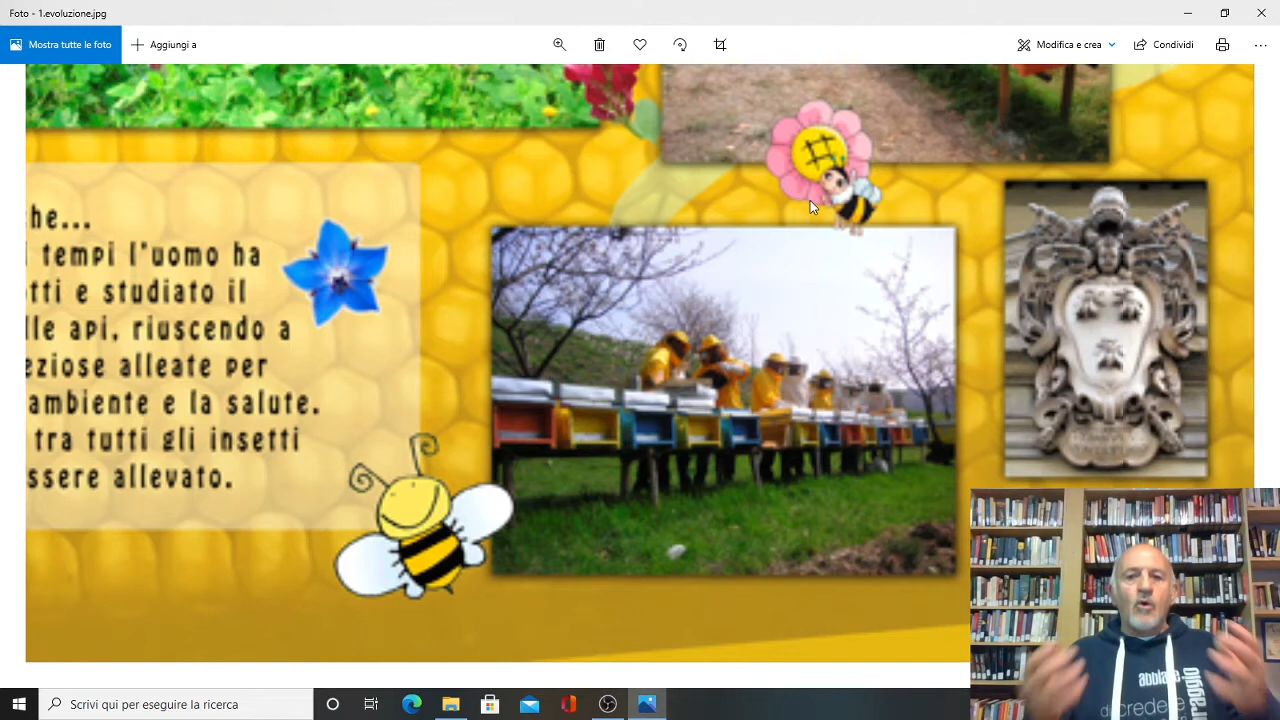 Foto - 1.evoluzione.jpg
Mostra tutte le foto
Aggiungi a
Modifica e crea
Condividi
che...
i tempi l'uomo ha
otti e studiato il
lle api, riuscendo a
eziose alleate per
ambiente e la salute.
tra tutti gli insetti
ssere allevato.
Scrivi qui per eseguire la ricerca